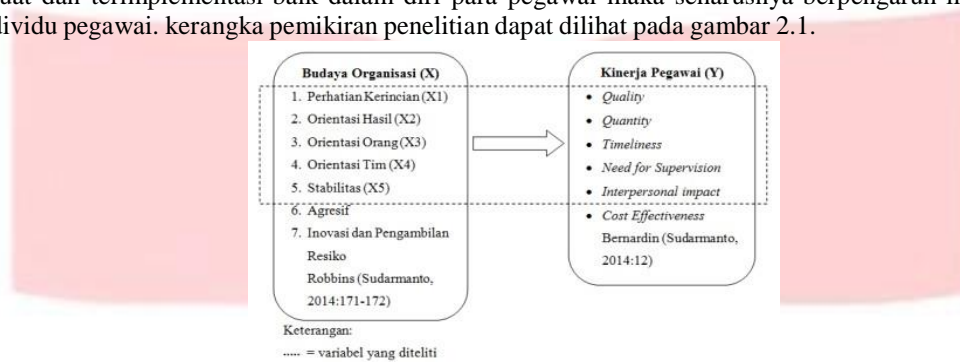 dividu pegawai. kerangka pemikiran penelitian dapat dilihat pada gambar 2.1.
Budaya Organisasi (X)
1. Perhatian Kerincian (X1)
2. Orientasi Hasil (X2)
3. Orientasi Orang (X3)
4. Orientasi Tim (X4)
5. Stabilitas (X5)
6. Agresif
7. Inovasi dan Pengambilan
Resiko
Robbins (Sudarmanto,
2014:171-172)
Kinerja Pegawai (Y)
• Quality
• Quantity
• Timeliness
• Need for Supervision
• Interpersonal impact
• Cost Effectiveness
Bernardin (Sudarmanto,
2014:12)
Keterangan:
..... = variabel yang diteliti